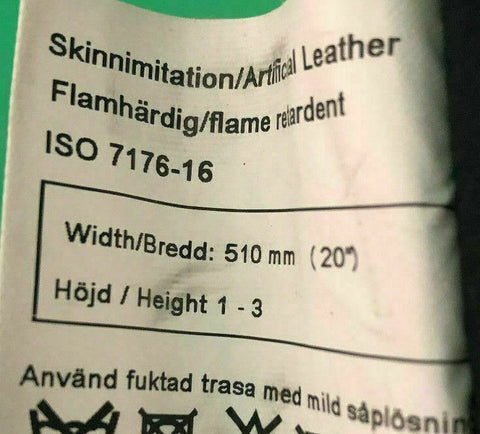 Skinnimitation/Artifical Leather
Flamhärdig/flame retardent
ISO 7176-16
Width/Bredd: 510 mm (20")
Höjd / Height 1 - 3
Använd fuktad trasa med mild såplösnin